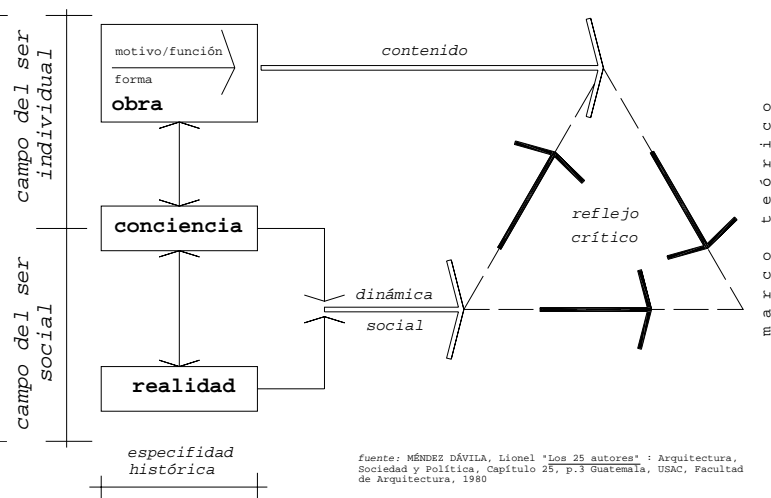 campo del ser
individual
campo del ser
social
motivo/función
forma
obra
conciencia
realidad
especifidad
histórica
contenido
dinámica
social
reflejo
crítico
marco teórico
fuente: MÉNDEZ DÁVILA, Lionel "Los 25 autores" : Arquitectura,
Sociedad y Política, Capítulo 25, p.3 Guatemala, USAC, Facultad
de Arquitectura, 1980